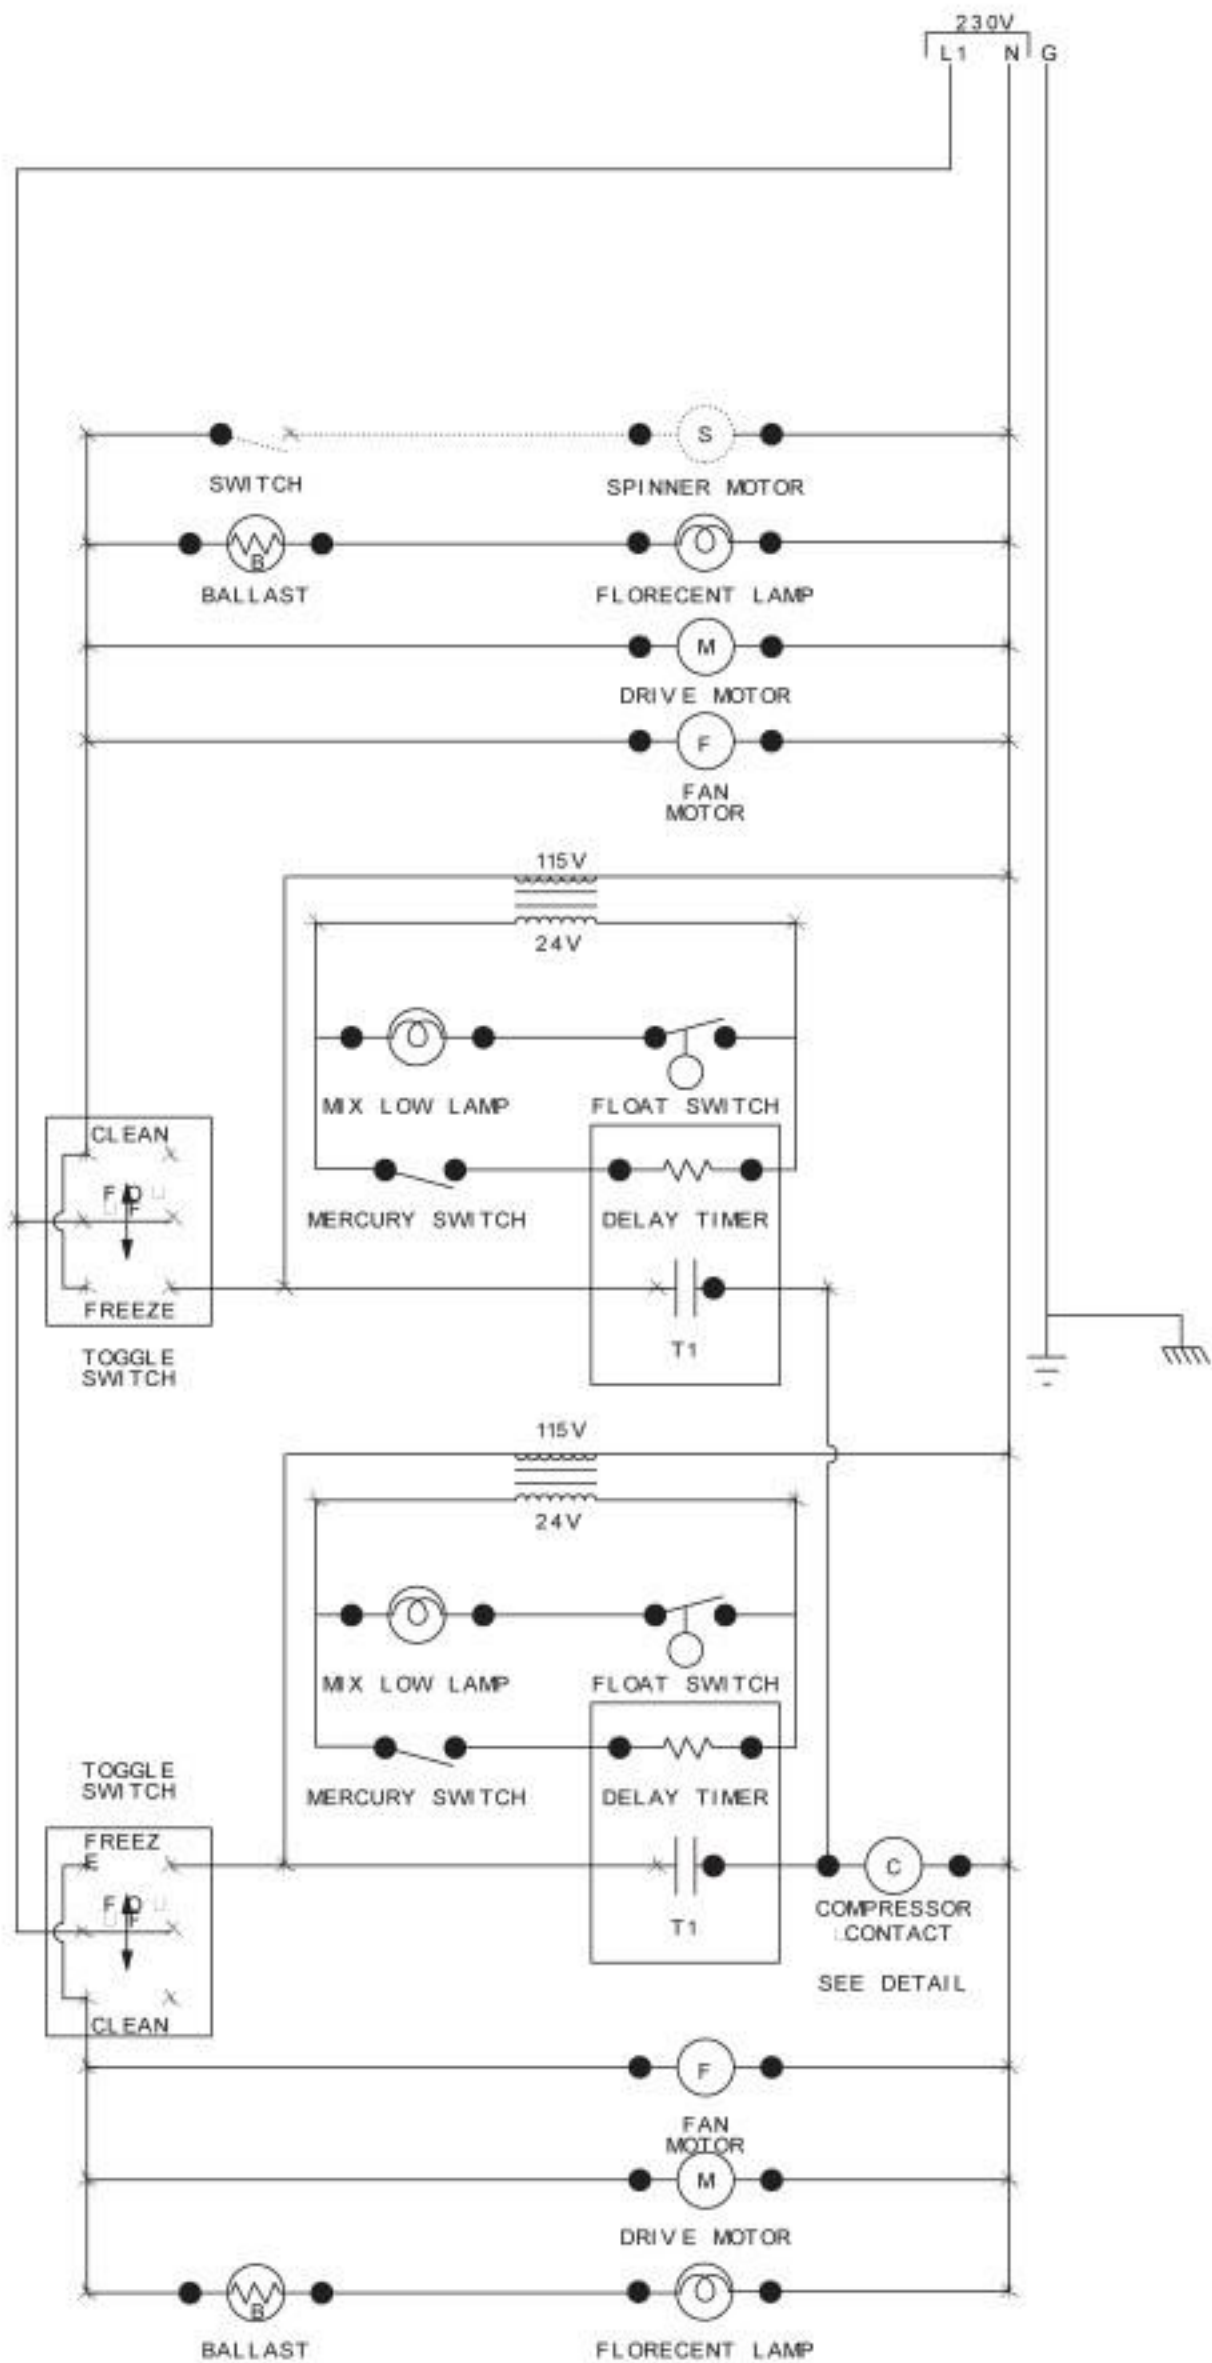 230V
L1 N G
S
SWITCH SPINNER MOTOR
B
BALLAST FLORECENT LAMP
M
DRIVE MOTOR
F
FAN
MOTOR
115V
24V
MIX LOW LAMP FLOAT SWITCH
CLEAN
MERCURY SWITCH DELAY TIMER
FREEZE
T1
TOGGLE
SWITCH
115V
24V
MIX LOW LAMP FLOAT SWITCH
TOGGLE
SWITCH
MERCURY SWITCH DELAY TIMER
FREEZ
E
C
COMPRESSOR
CONTACT
T1
SEE DETAIL
CLEAN
F
FAN
MOTOR
M
DRIVE MOTOR
B
BALLAST FLORECENT LAMP